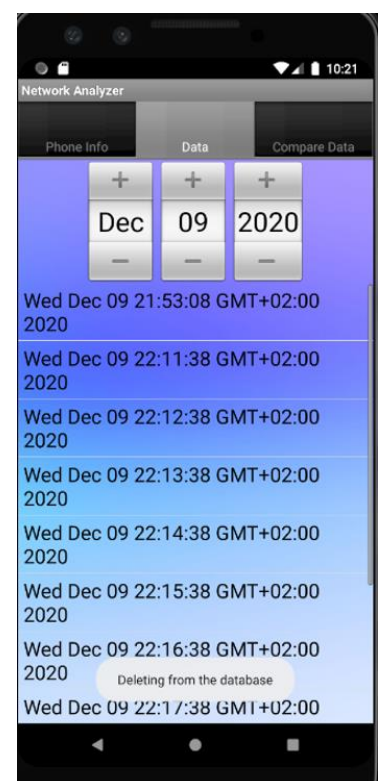 10:21
Network Analyzer
Phone Info Data Compare Data
+ + +
Dec 09 2020
− − −
Wed Dec 09 21:53:08 GMT+02:00
2020
Wed Dec 09 22:11:38 GMT+02:00
2020
Wed Dec 09 22:12:38 GMT+02:00
2020
Wed Dec 09 22:13:38 GMT+02:00
2020
Wed Dec 09 22:14:38 GMT+02:00
2020
Wed Dec 09 22:15:38 GMT+02:00
2020
Wed Dec 09 22:16:38 GMT+02:00
2020
Deleting from the database
Wed Dec 09 22:17:38 GMT+02:00